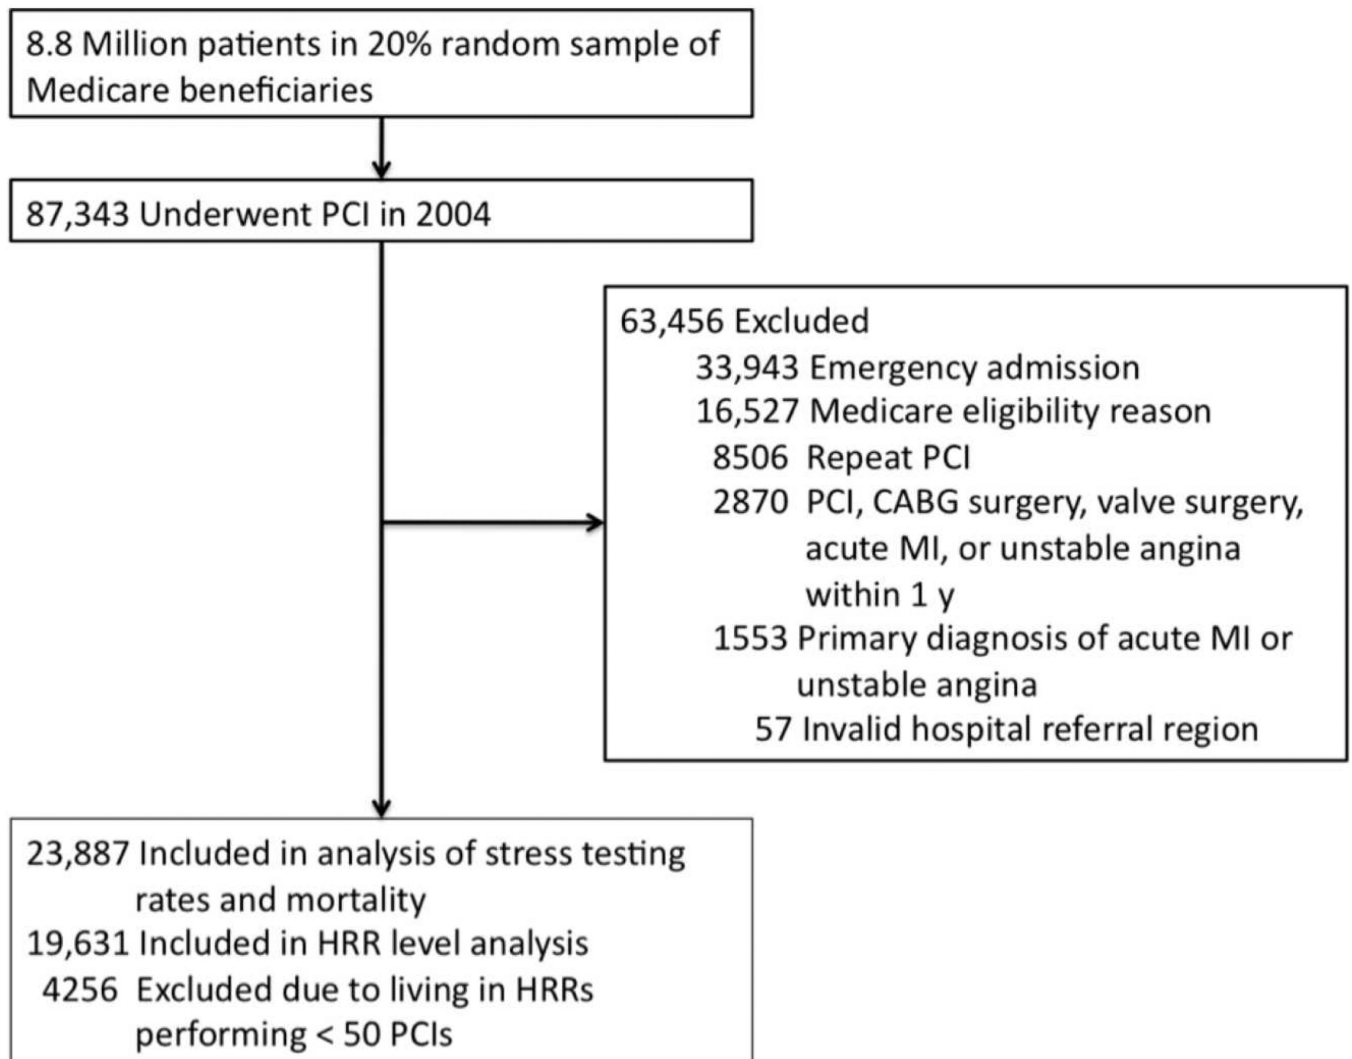 8.8 Million patients in 20% random sample of
Medicare beneficiaries
87,343 Underwent PCI in 2004
63,456 Excluded
33,943 Emergency admission
16,527 Medicare eligibility reason
8506 Repeat PCI
2870 PCI, CABG surgery, valve surgery,
acute MI, or unstable angina
within 1 y
1553 Primary diagnosis of acute MI or
unstable angina
57 Invalid hospital referral region
23,887 Included in analysis of stress testing
rates and mortality
19,631 Included in HRR level analysis
4256 Excluded due to living in HRRs
performing < 50 PCIs